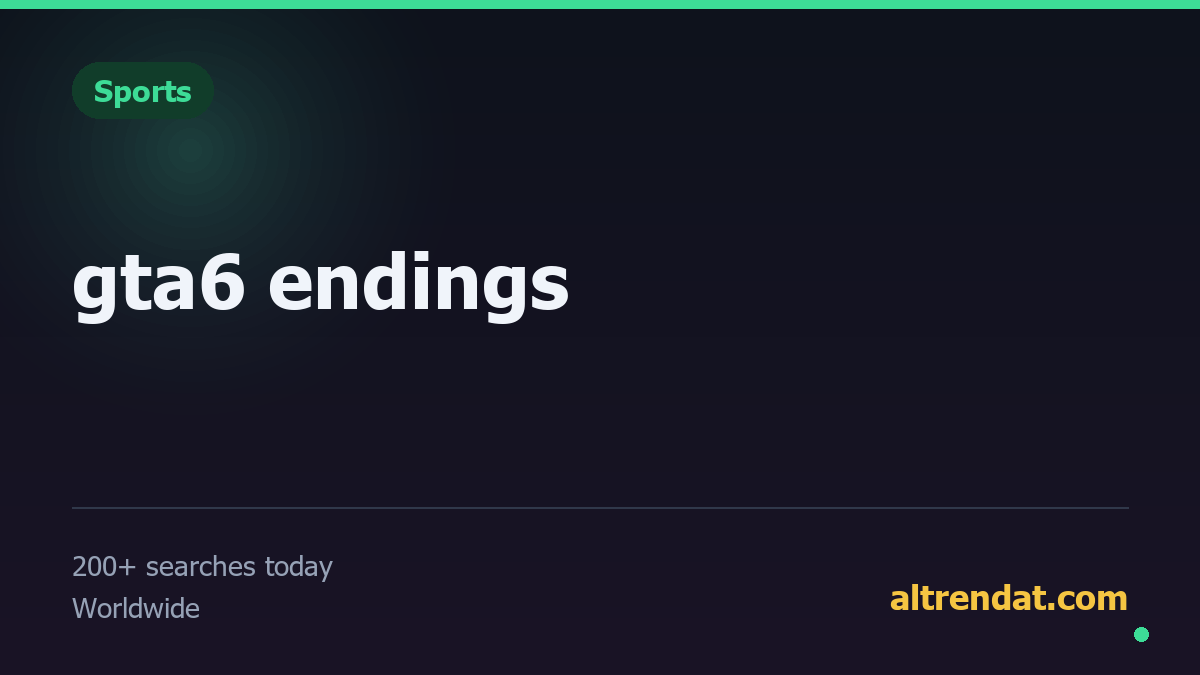 Sports
gta6 endings
200+ searches today
Worldwide
altrendat.com